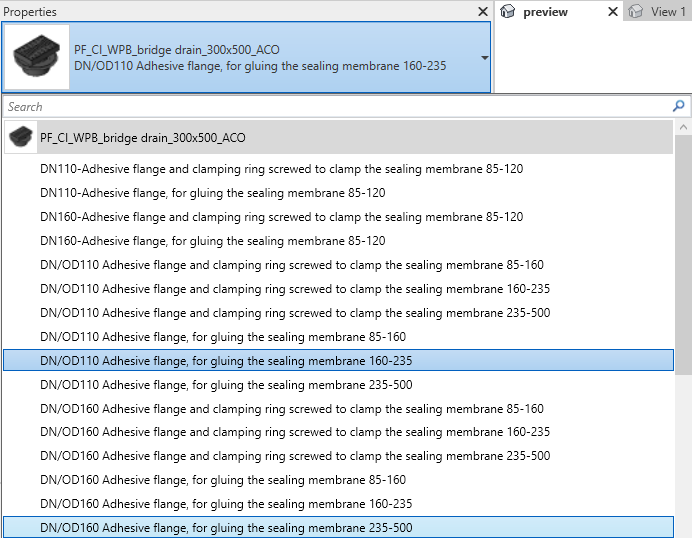 Properties
preview
View 1
PF_CI_WPB_bridge drain_300x500_ACO
DN/OD110 Adhesive flange, for gluing the sealing membrane 160-235
Search
PF_CI_WPB_bridge drain_300x500_ACO
DN110-Adhesive flange and clamping ring screwed to clamp the sealing membrane 85-120
DN110-Adhesive flange, for gluing the sealing membrane 85-120
DN160-Adhesive flange and clamping ring screwed to clamp the sealing membrane 85-120
DN160-Adhesive flange, for gluing the sealing membrane 85-120
DN/OD110 Adhesive flange and clamping ring screwed to clamp the sealing membrane 85-160
DN/OD110 Adhesive flange and clamping ring screwed to clamp the sealing membrane 160-235
DN/OD110 Adhesive flange and clamping ring screwed to clamp the sealing membrane 235-500
DN/OD110 Adhesive flange, for gluing the sealing membrane 85-160
DN/OD110 Adhesive flange, for gluing the sealing membrane 160-235
DN/OD110 Adhesive flange, for gluing the sealing membrane 235-500
DN/OD160 Adhesive flange and clamping ring screwed to clamp the sealing membrane 85-160
DN/OD160 Adhesive flange and clamping ring screwed to clamp the sealing membrane 160-235
DN/OD160 Adhesive flange and clamping ring screwed to clamp the sealing membrane 235-500
DN/OD160 Adhesive flange, for gluing the sealing membrane 85-160
DN/OD160 Adhesive flange, for gluing the sealing membrane 160-235
DN/OD160 Adhesive flange, for gluing the sealing membrane 235-500